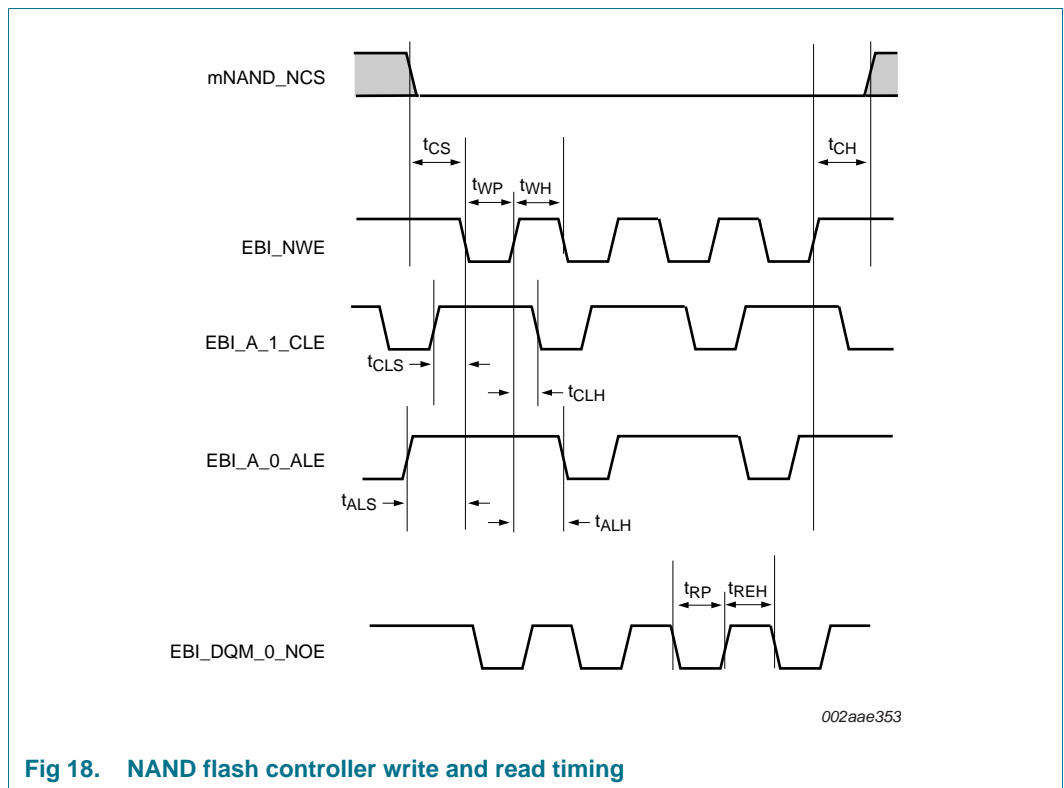 mNAND_NCS
tCS
tCH
tWP
tWH
EBI_NWE
EBI_A_1_CLE
tCLS
tCLH
EBI_A_0_ALE
tALS
tALH
tRP
tREH
EBI_DQM_0_NOE
002aae353
Fig 18. NAND flash controller write and read timing